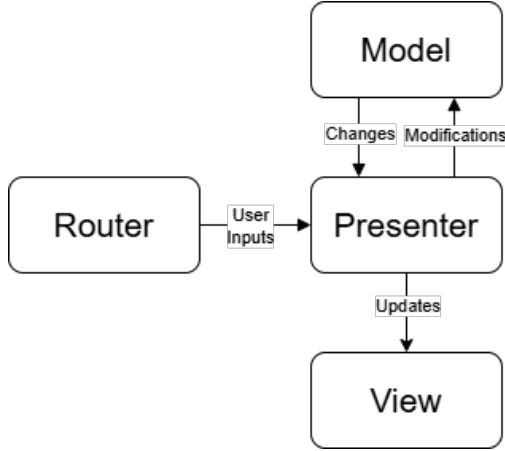 Model
Changes
Modifications
Router
User
Inputs
Presenter
Updates
View